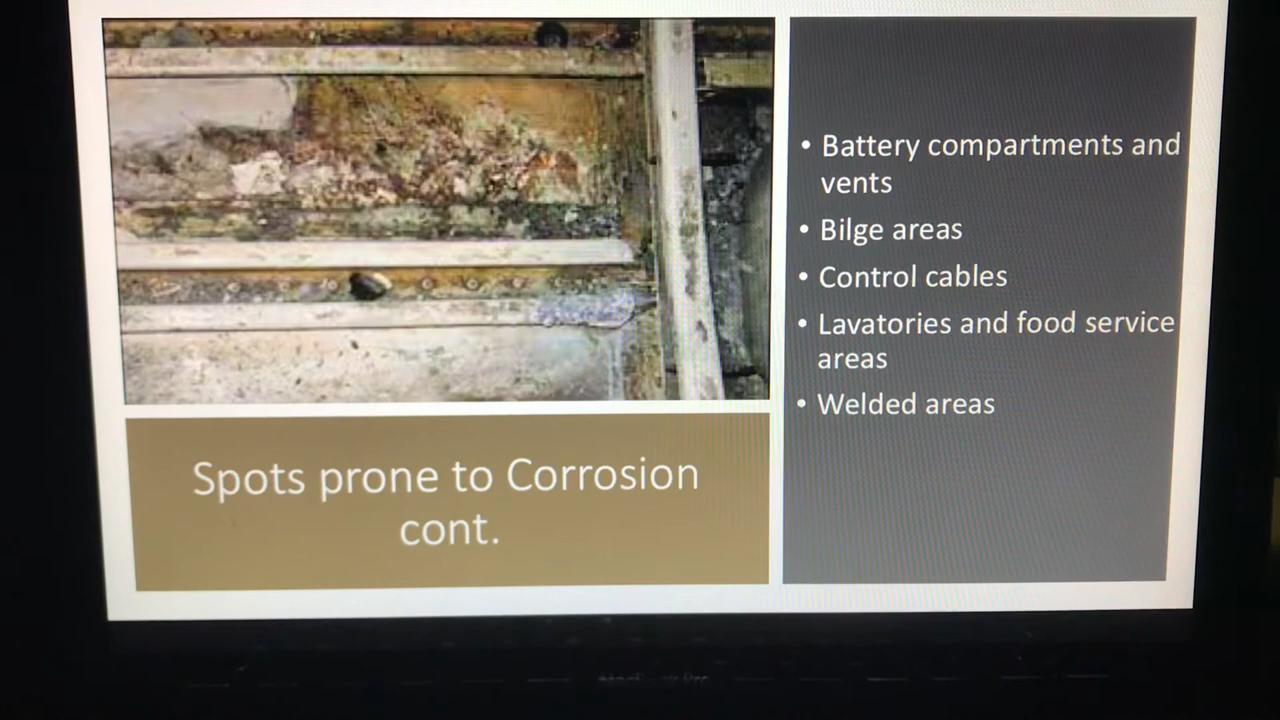 Spots prone to Corrosion
cont.
• Battery compartments and
vents
• Bilge areas
• Control cables
• Lavatories and food service
areas
• Welded areas